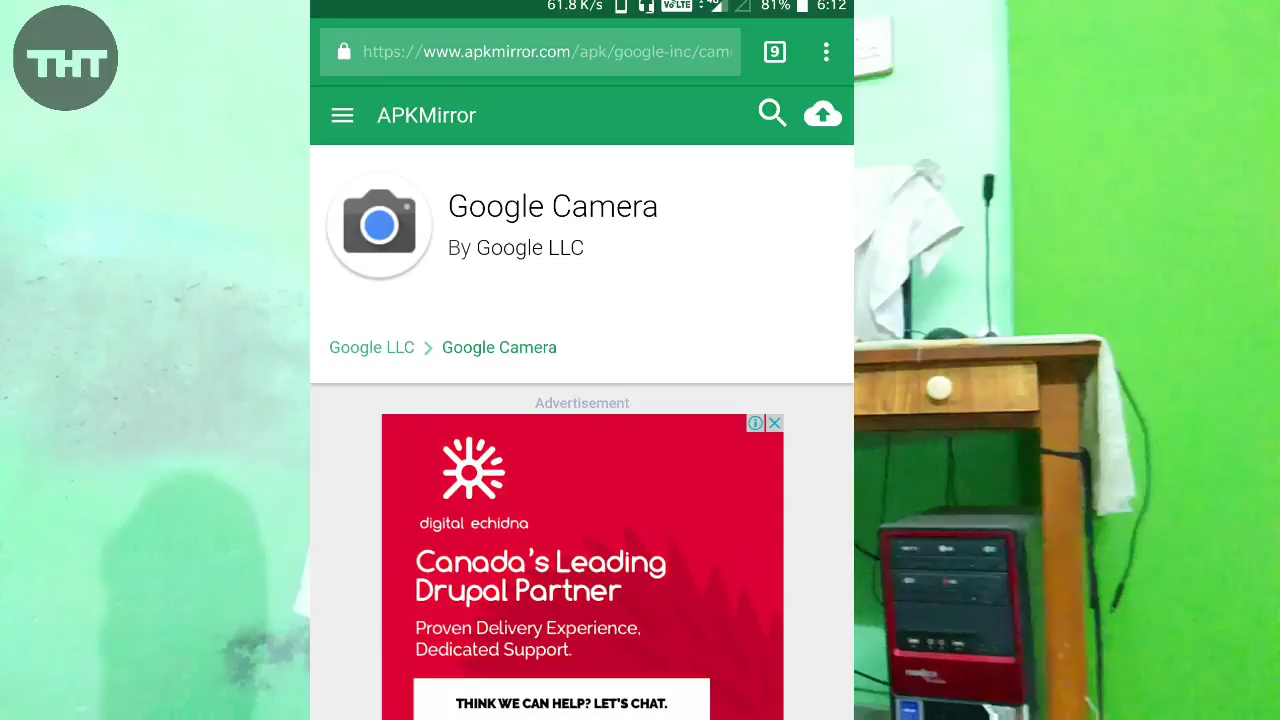 THT
61.8 K/s VoLTE 4G 81% 6:12
https://www.apkmirror.com/apk/google-inc/cam
9
APKMirror
Google Camera
By Google LLC
Google LLC > Google Camera
Advertisement
digital echidna
Canada's Leading
Drupal Partner
Proven Delivery Experience,
Dedicated Support.
THINK WE CAN HELP? LET'S CHAT.